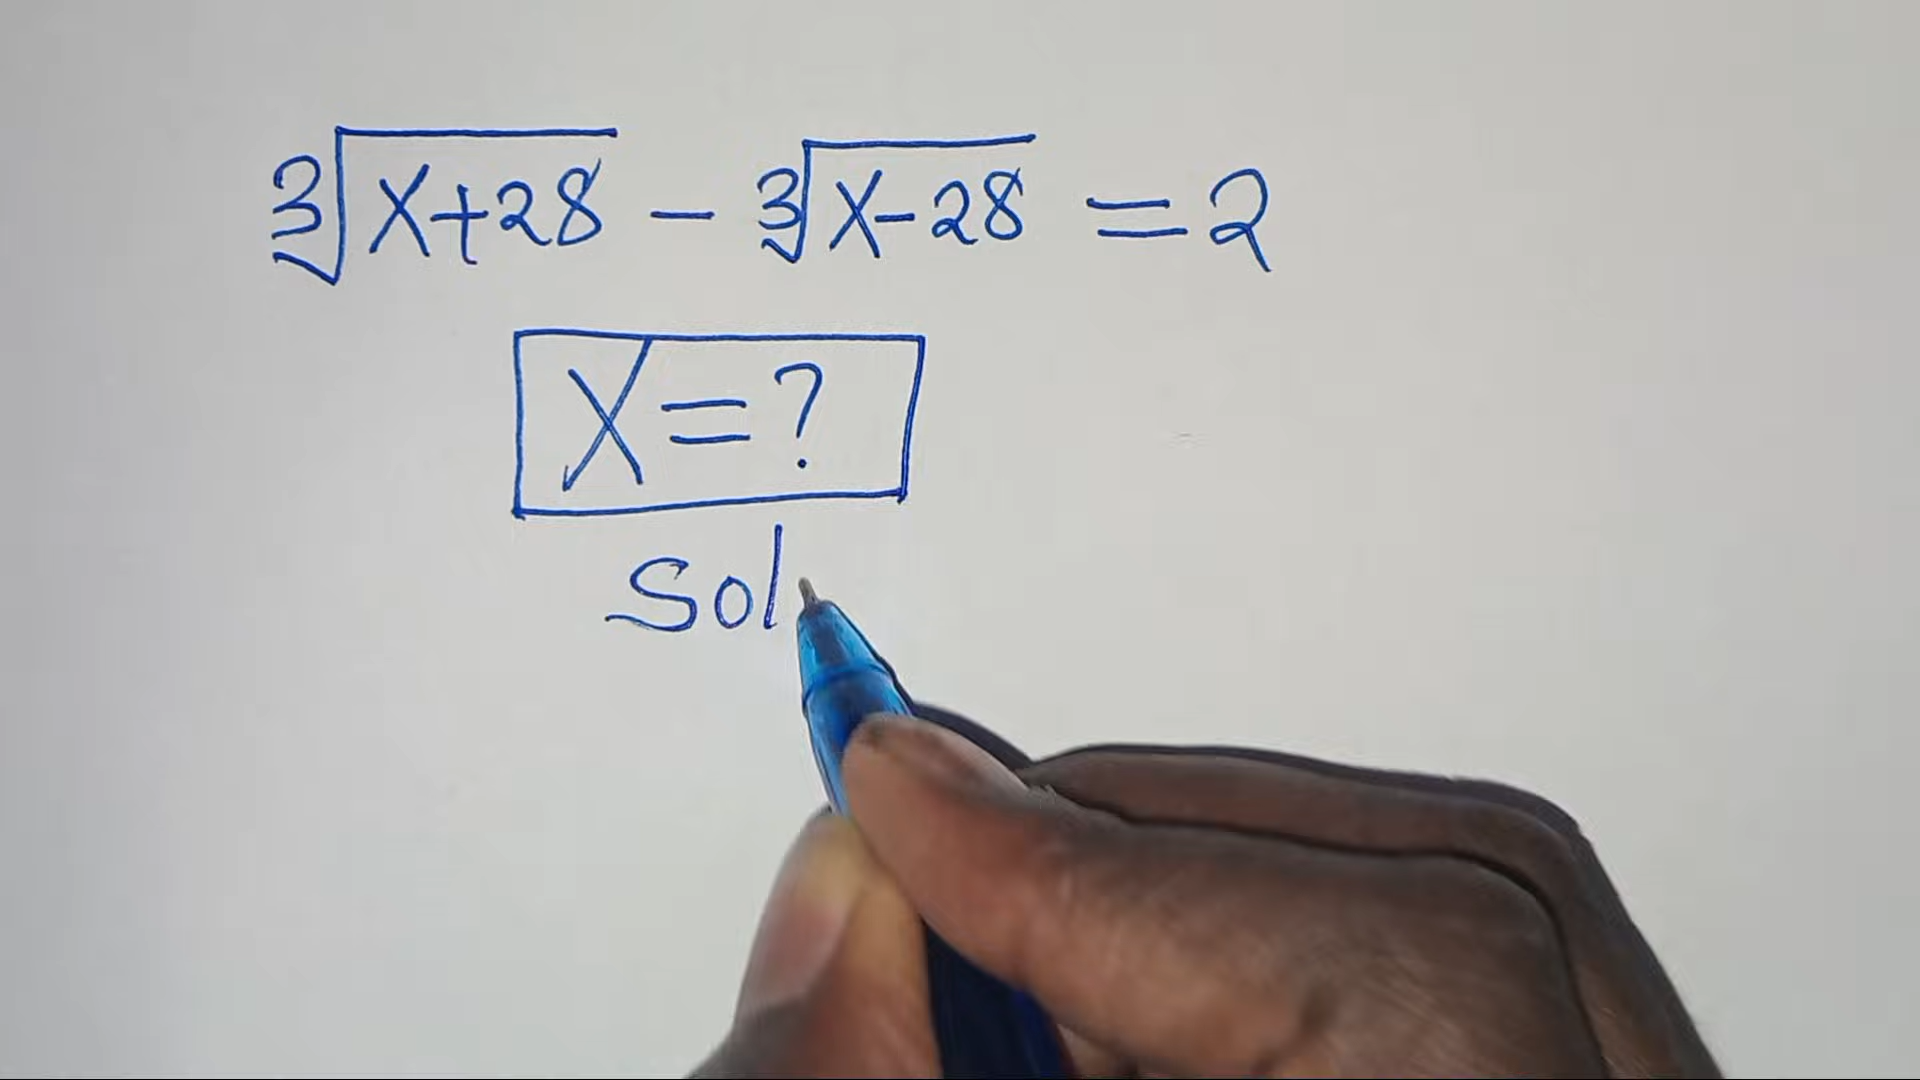 ∛(X+28) - ∛(X-28) = 2
X = ?
Sol